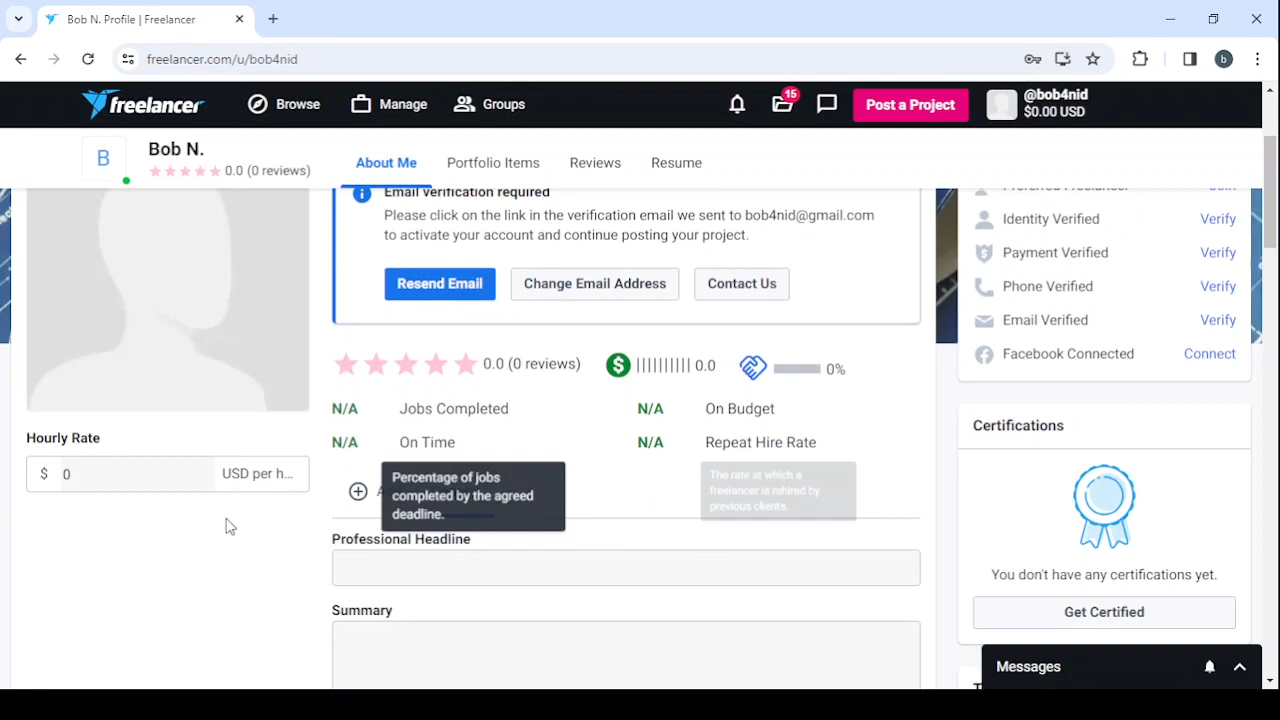 Bob N. Profile | Freelancer
freelancer.com/u/bob4nid
b
freelancer
Browse
Manage
Groups
15
Post a Project
@bob4nid
$0.00 USD
B
Bob N.
0.0 (0 reviews)
About Me
Portfolio Items
Reviews
Resume
Email verification required
Please click on the link in the verification email we sent to bob4nid@gmail.com
to activate your account and continue posting your project.
Resend Email
Change Email Address
Contact Us
0.0 (0 reviews)
$
0.0
0%
N/A Jobs Completed
N/A On Budget
N/A On Time
N/A Repeat Hire Rate
Percentage of jobs
completed by the agreed
deadline.
The rate at which a
freelancer is rehired by
previous clients.
Hourly Rate
$ 0 USD per h...
Professional Headline
Summary
Preferred Freelancer Join
Identity Verified Verify
Payment Verified Verify
Phone Verified Verify
Email Verified Verify
Facebook Connected Connect
Certifications
You don't have any certifications yet.
Get Certified
Messages